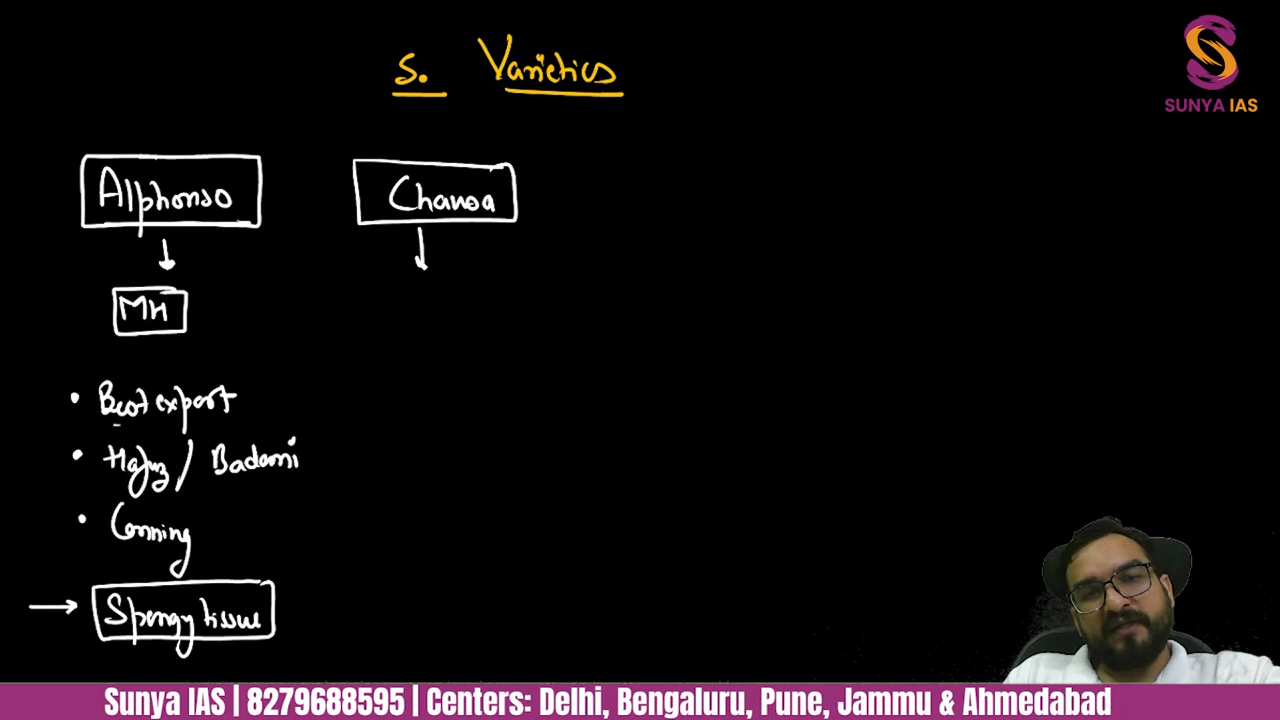 S. Varieties
SUNYA IAS
Alphonso
Chausa
MH
• Best export
• Hafuz / Badami
• Canning
→ Spongy tissue
Sunya IAS | 8279688595 | Centers: Delhi, Bengaluru, Pune, Jammu & Ahmedabad